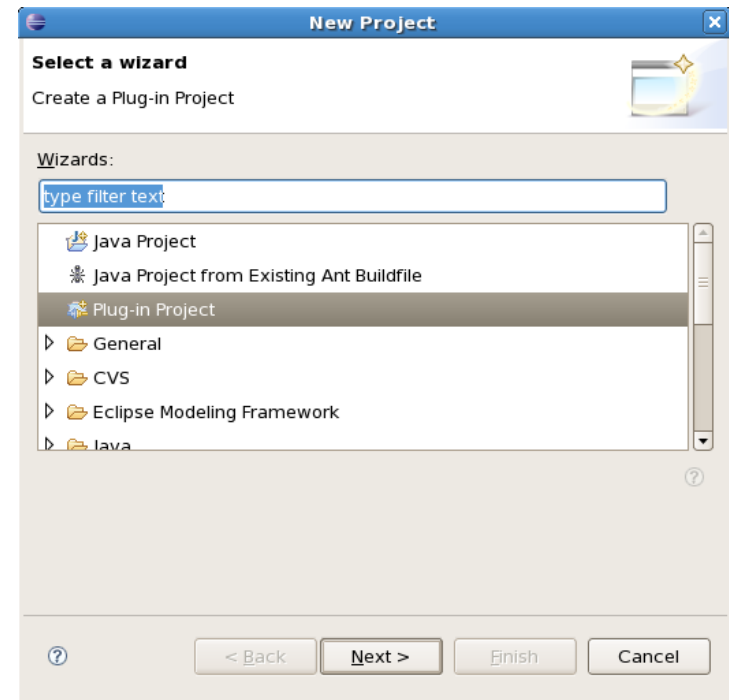 New Project
Select a wizard
Create a Plug-in Project
Wizards:
type filter text
Java Project
Java Project from Existing Ant Buildfile
Plug-in Project
General
CVS
Eclipse Modeling Framework
Java
< Back Next > Finish Cancel